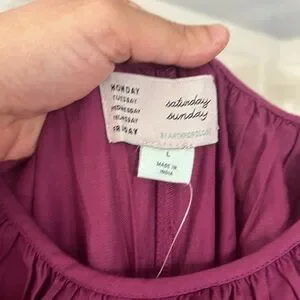 MONDAY
TUESDAY
WEDNESDAY
THURSDAY
FRIDAY
saturday
sunday
BY ANTHROPOLOGIE
L
MADE IN
INDIA